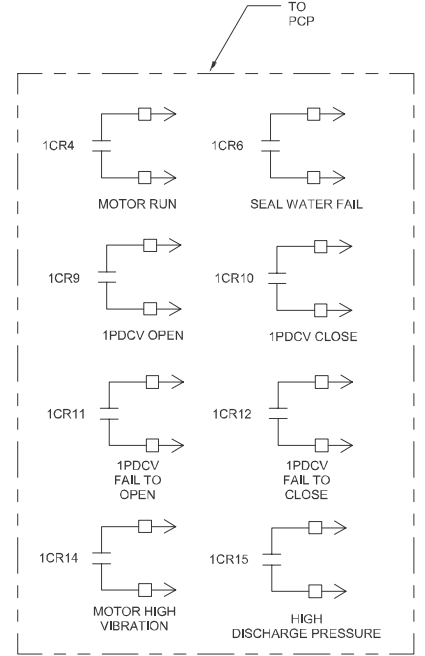 TO
PCP
1CR4
MOTOR RUN
1CR6
SEAL WATER FAIL
1CR9
1PDCV OPEN
1CR10
1PDCV CLOSE
1CR11
1PDCV
FAIL TO
OPEN
1CR12
1PDCV
FAIL TO
CLOSE
1CR14
MOTOR HIGH
VIBRATION
1CR15
HIGH
DISCHARGE PRESSURE